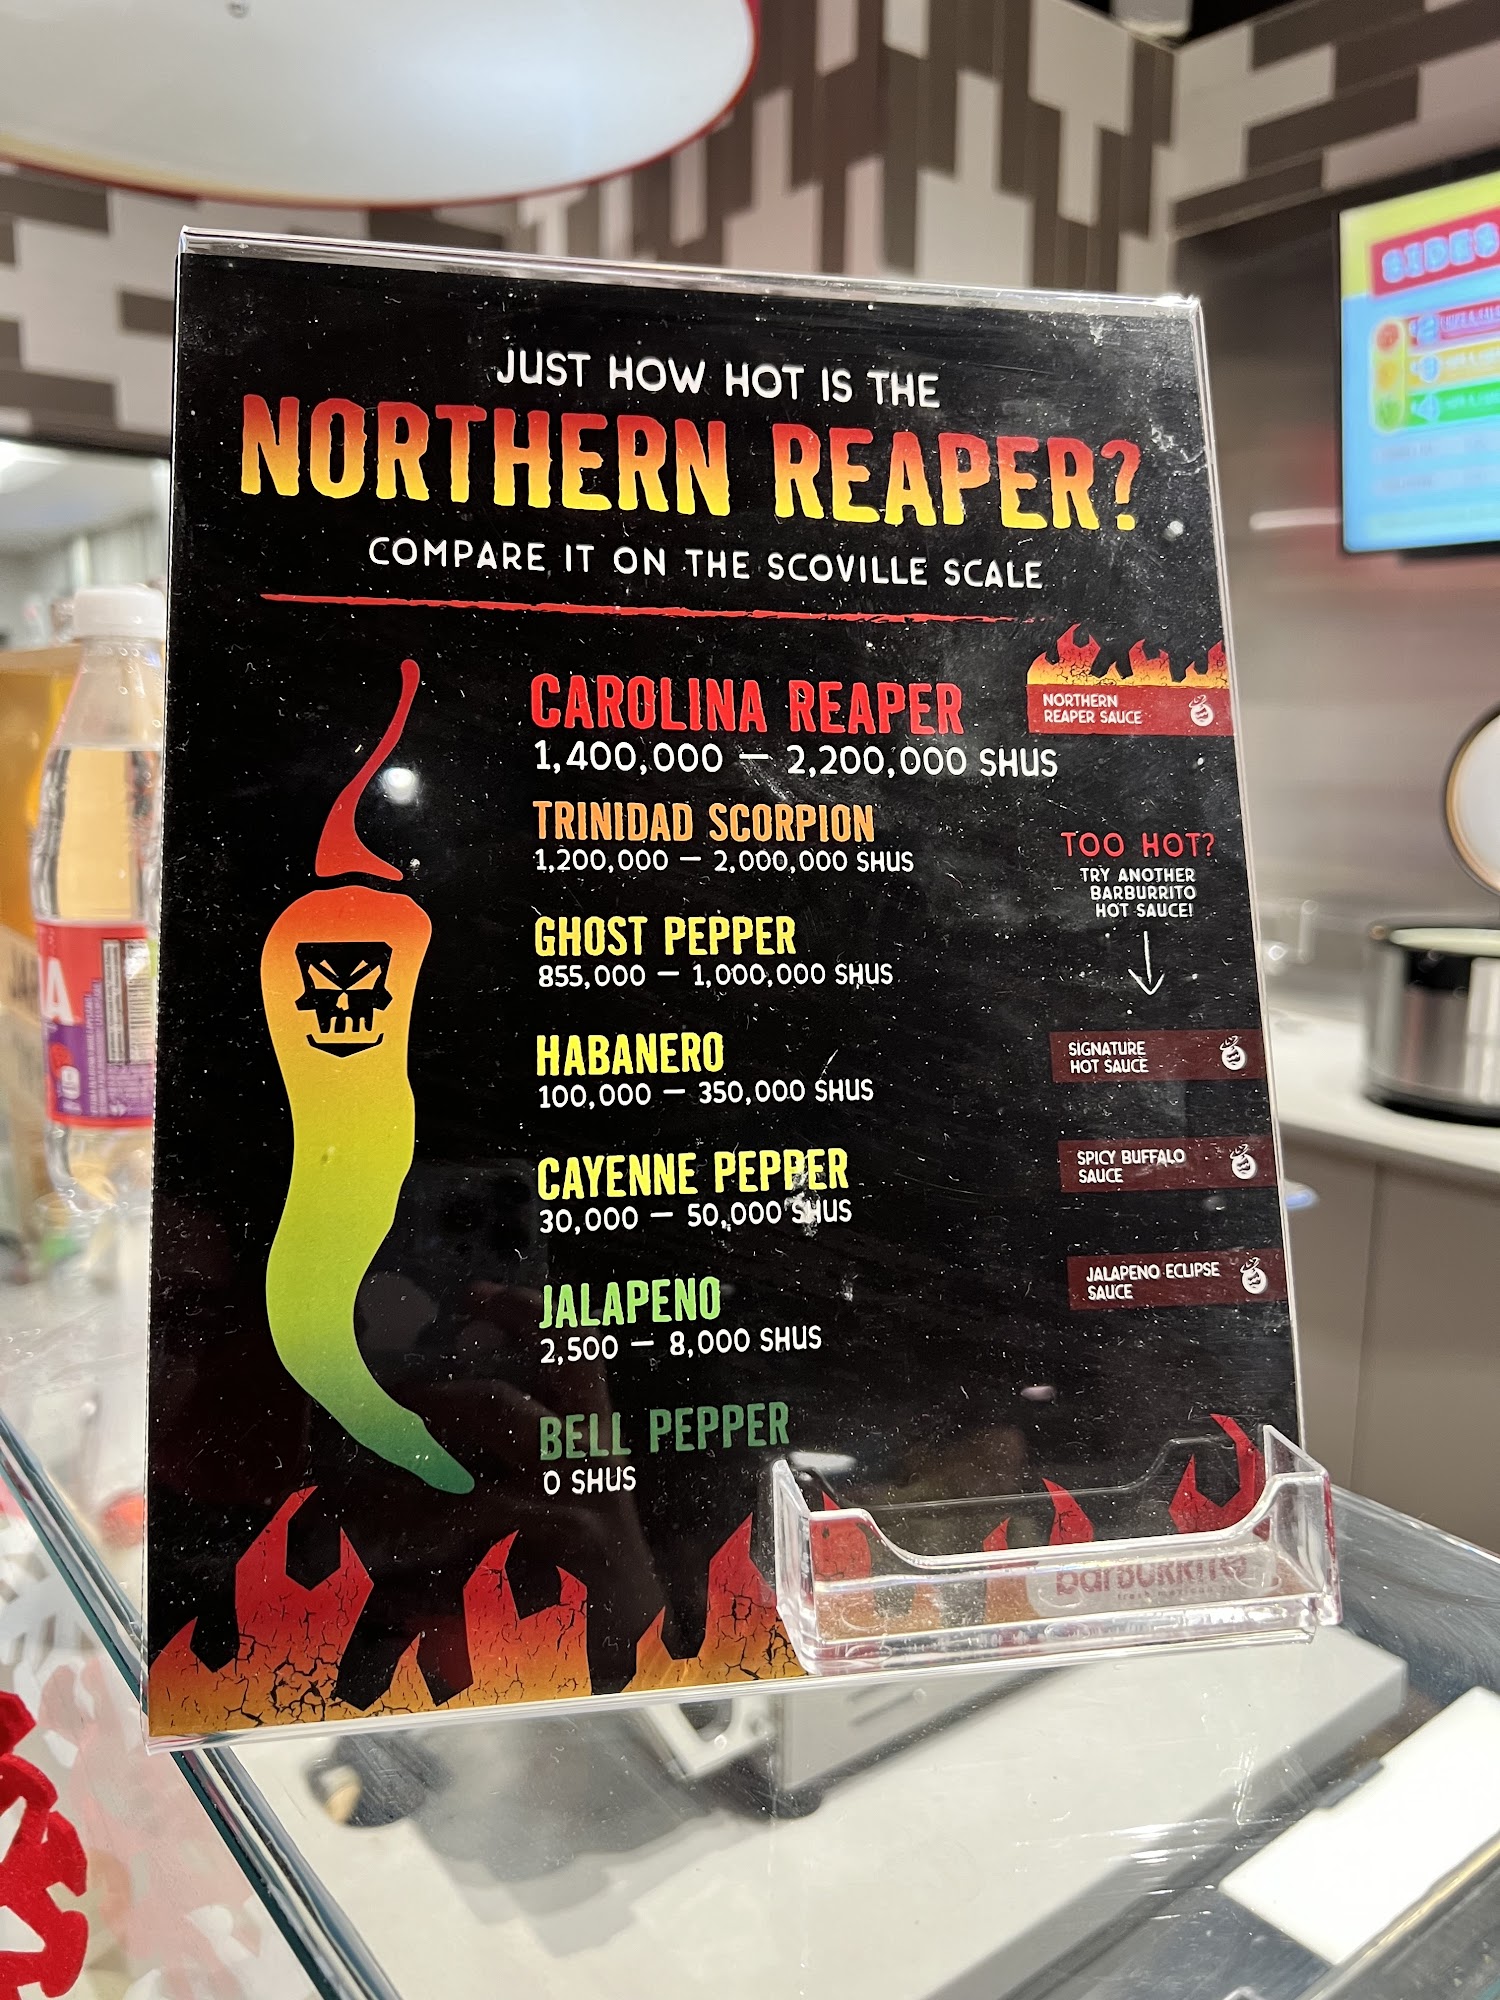 JUST HOW HOT IS THE
NORTHERN REAPER?
COMPARE IT ON THE SCOVILLE SCALE
CAROLINA REAPER
1,400,000 — 2,200,000 SHUS
NORTHERN
REAPER SAUCE
TRINIDAD SCORPION
1,200,000 — 2,000,000 SHUS
TOO HOT?
TRY ANOTHER
BARBURRITO
HOT SAUCE!
GHOST PEPPER
855,000 — 1,000,000 SHUS
HABANERO
100,000 — 350,000 SHUS
SIGNATURE
HOT SAUCE
CAYENNE PEPPER
30,000 — 50,000 SHUS
SPICY BUFFALO
SAUCE
JALAPENO
2,500 — 8,000 SHUS
JALAPENO ECLIPSE
SAUCE
BELL PEPPER
0 SHUS
barBURRITO
SIDES